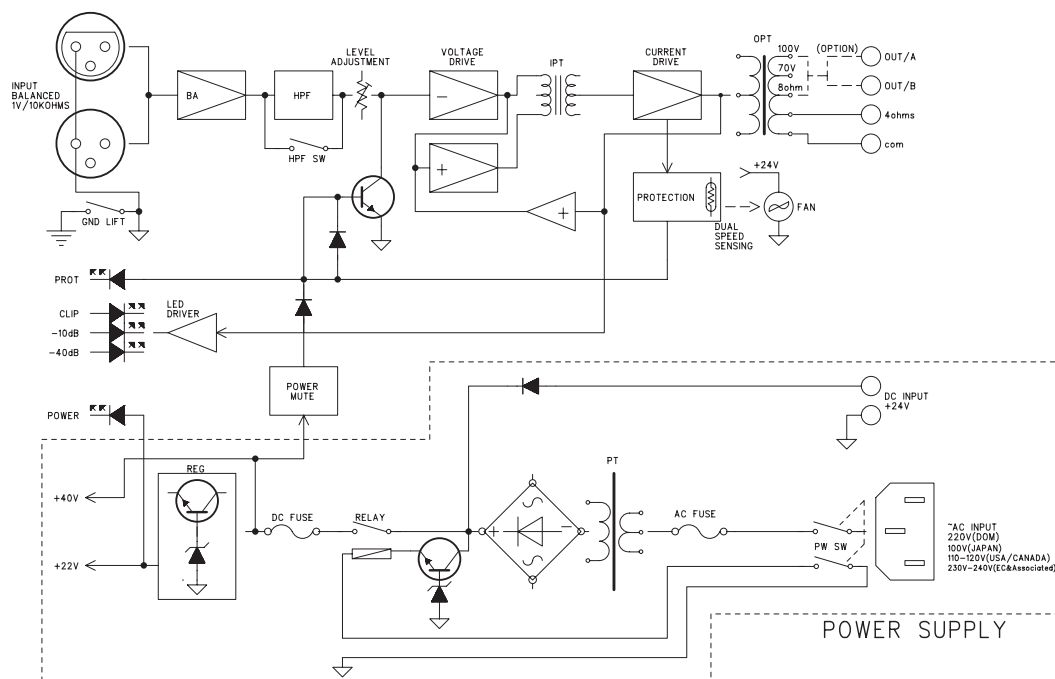 INPUT
BALANCED
1V/10KOHMS
BA
HPF
HPF SW
LEVEL
ADJUSTMENT
VOLTAGE
DRIVE
−
+
+
IPT
CURRENT
DRIVE
OPT
100V
70V
8ohm
(OPTION)
OUT/A
OUT/B
4ohms
com
GND LIFT
PROTECTION
+24V
FAN
DUAL
SPEED
SENSING
PROT
CLIP
-10dB
-40dB
LED
DRIVER
POWER
MUTE
POWER
DC INPUT
+24V
REG
+40V
+22V
DC FUSE
RELAY
+
−
PT
AC FUSE
PW SW
~AC INPUT
220V(DOM)
100V(JAPAN)
110-120V(USA/CANADA)
230V-240V(EC&Associated)
POWER SUPPLY